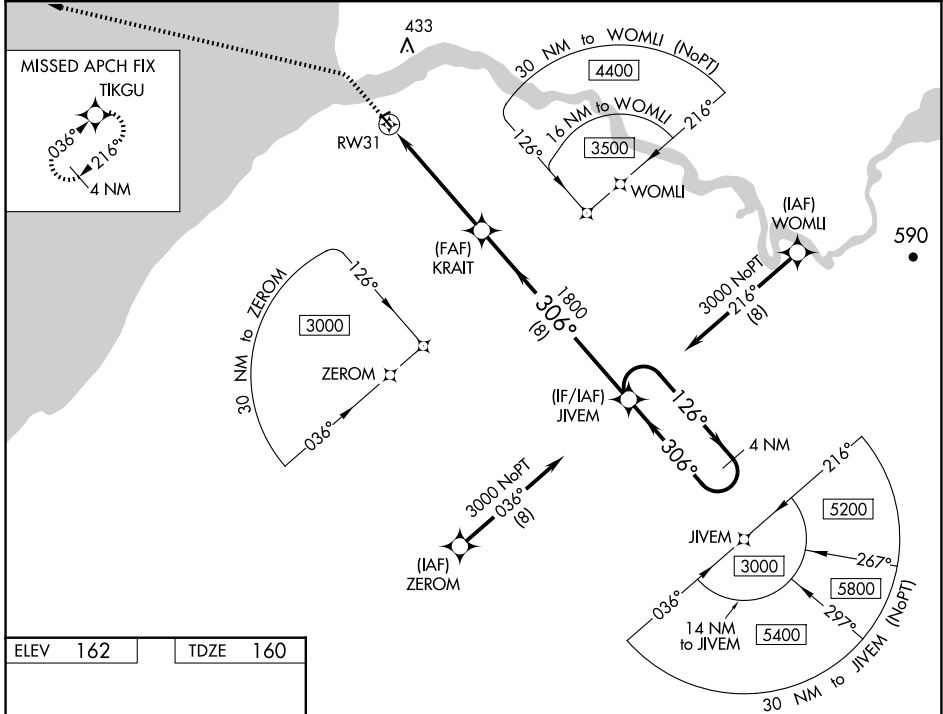 433
MISSED APCH FIX
TIKGU
036°
216°
4 NM
RW31
30 NM to WOMLI (NoPT)
4400
16 NM to WOMLI
3500
126°
216°
WOMLI
(IAF)
WOMLI
590
3000 NoPT
216°
(8)
(FAF)
KRAIT
1800
306°
(8)
30 NM to ZEROM
126°
3000
ZEROM
036°
(IF/IAF)
JIVEM
126°
306°
4 NM
3000 NoPT
036°
(8)
(IAF)
ZEROM
216°
5200
JIVEM
3000
267°
5800
036°
297°
14 NM
to JIVEM
5400
30 NM to JIVEM (NoPT)
ELEV 162
TDZE 160